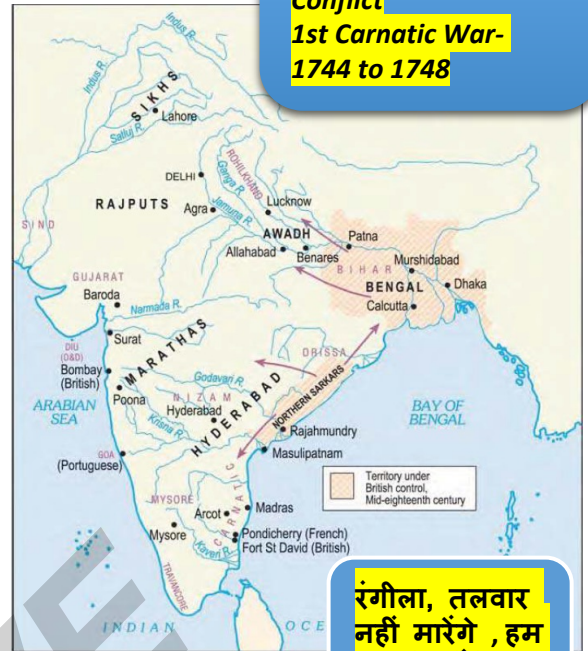 Conflict
1st Carnatic War-
1744 to 1748
Indus R.
Indus R.
SIKHS
Lahore
Satluj R.
DELHI
ROHILKHAND
Ganga R.
RAJPUTS
Jamuna R.
Agra
Lucknow
AWADH
Patna
SIND
Allahabad
Benares
BIHAR
Murshidabad
BENGAL
Dhaka
Calcutta
GUJARAT
Baroda
Narmada R.
Surat
DIU
(D&D)
MARATHAS
ORISSA
Bombay
(British)
Godavari R.
NIZAM
HYDERABAD
NORTHERN SARKARS
ARABIAN
SEA
Poona
Hyderabad
BAY OF
BENGAL
Krisna R.
Rajahmundry
GOA
(Portuguese)
Masulipatnam
Territory under
British control,
Mid-eighteenth century
CARNATIC
MYSORE
Arcot
Madras
Mysore
Pondicherry (French)
Fort St David (British)
Kaveri R.
TRAVANCORE
INDIAN OCE
रंगीला, तलवार
नहीं मारेंगे , हम